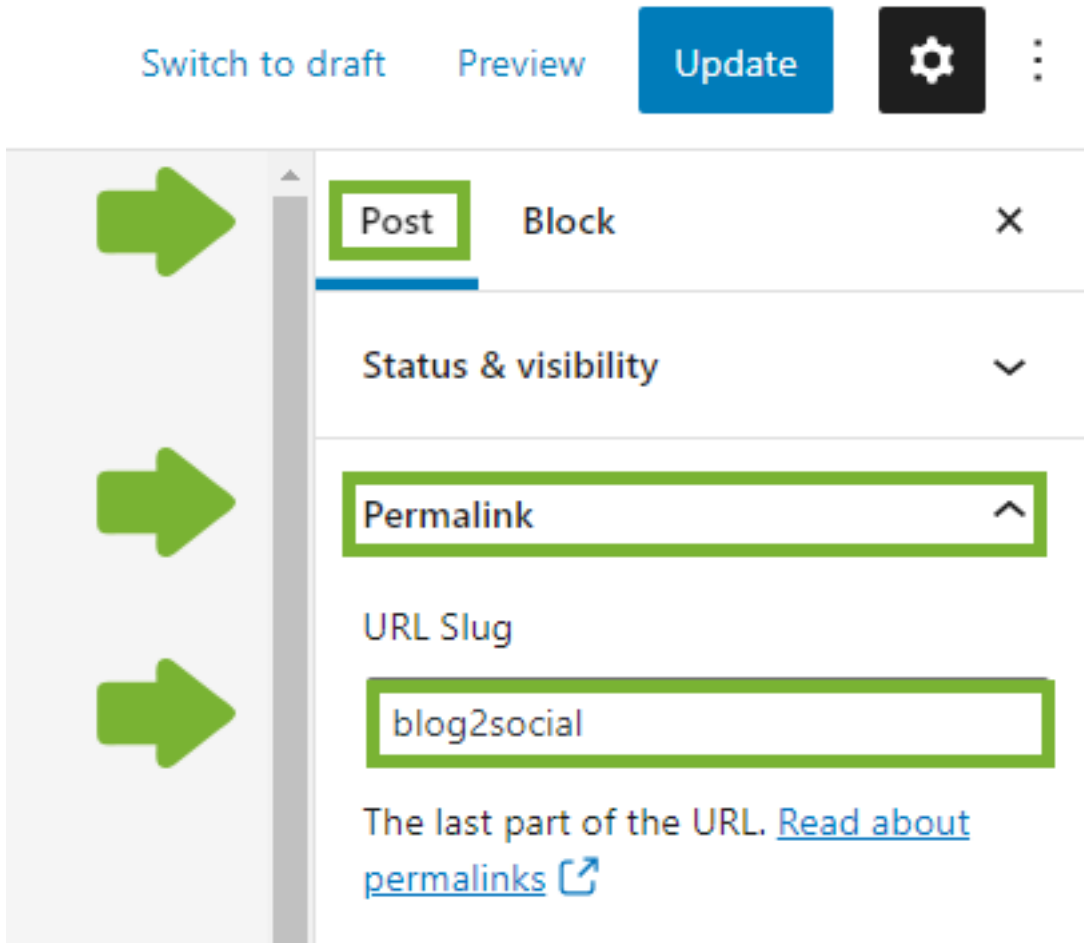 Switch to draft Preview Update
Post Block
Status & visibility
Permalink
URL Slug
blog2social
The last part of the URL. Read about
permalinks